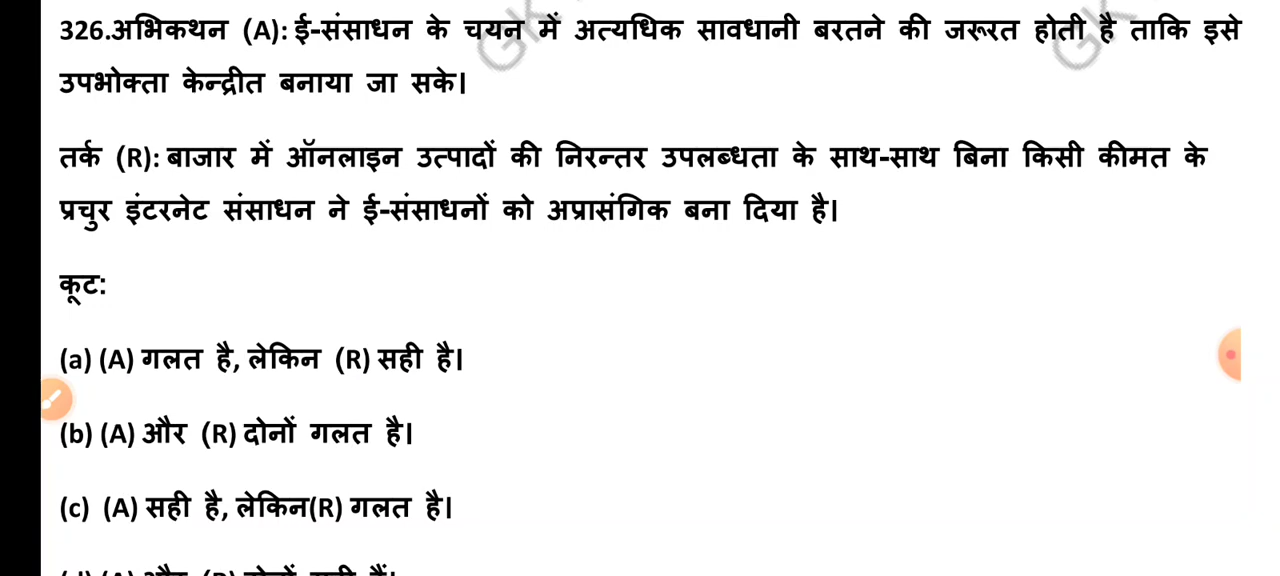 326.अभिकथन (A): ई-संसाधन के चयन में अत्यधिक सावधानी बरतने की जरूरत होती है ताकि इसे
उपभोक्ता केन्द्रीत बनाया जा सके।
तर्क (R): बाजार में ऑनलाइन उत्पादों की निरन्तर उपलब्धता के साथ-साथ बिना किसी कीमत के
प्रचुर इंटरनेट संसाधन ने ई-संसाधनों को अप्रासंगिक बना दिया है।
कूट:
(a) (A) गलत है, लेकिन (R) सही है।
(b) (A) और (R) दोनों गलत है।
(c) (A) सही है, लेकिन(R) गलत है।